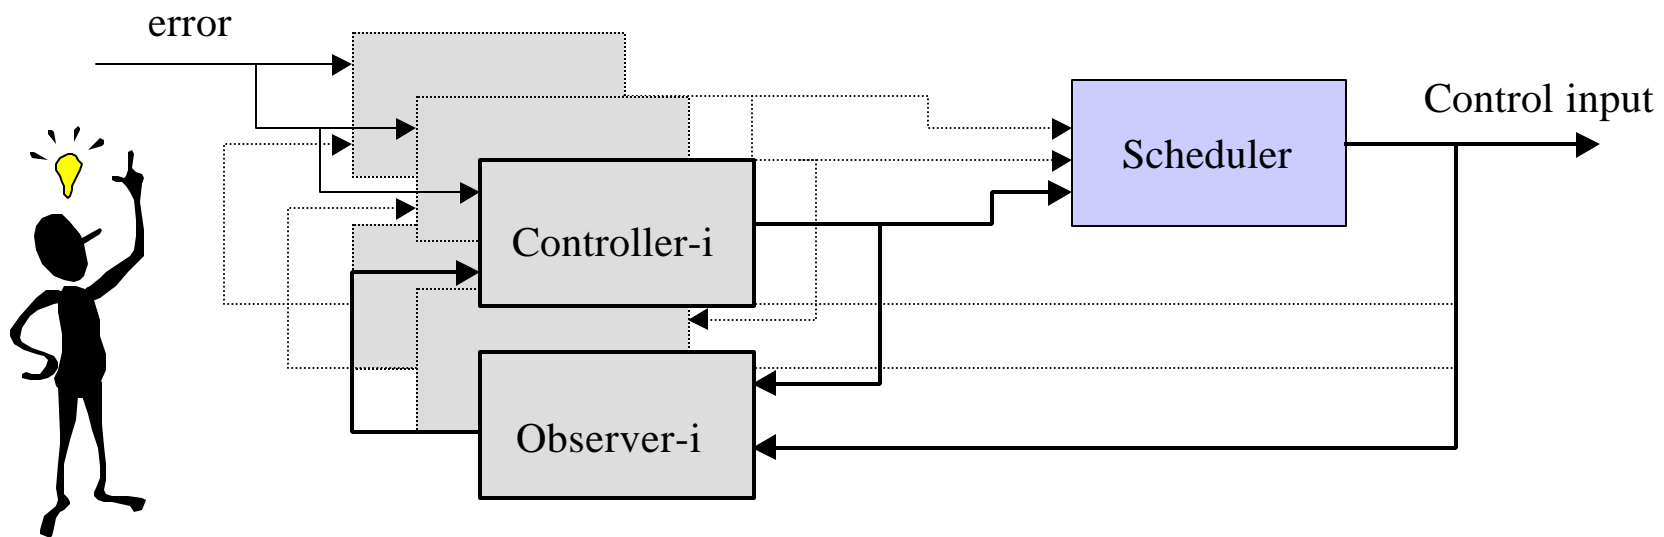 error
Control input
Scheduler
Controller-i
Observer-i